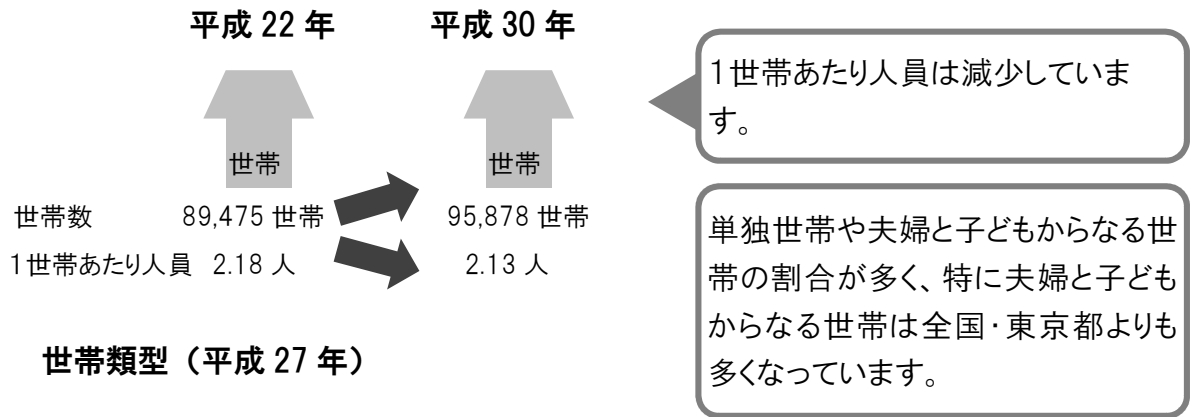 平成 22 年
平成 30 年
世帯
世帯
世帯数
89,475 世帯
95,878 世帯
1世帯あたり人員
2.18 人
2.13 人
世帯類型（平成 27 年）
1世帯あたり人員は減少していま
す。
単独世帯や夫婦と子どもからなる世
帯の割合が多く、特に夫婦と子ども
からなる世帯は全国・東京都よりも
多くなっています。